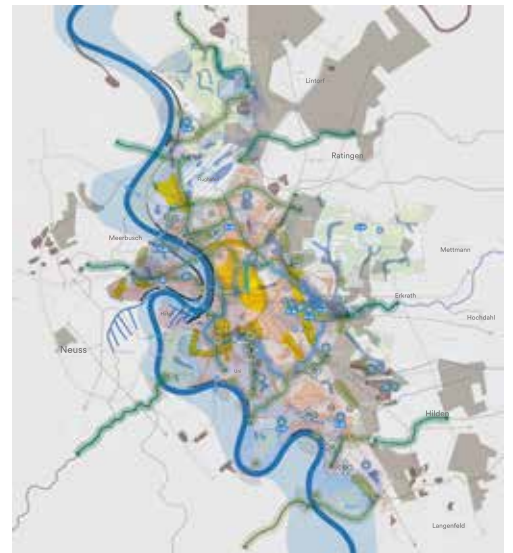 Lintorf
Ratingen
Meerbusch
Mettmann
Erkrath
Hochdahl
Neuss
Hilden
Langenfeld